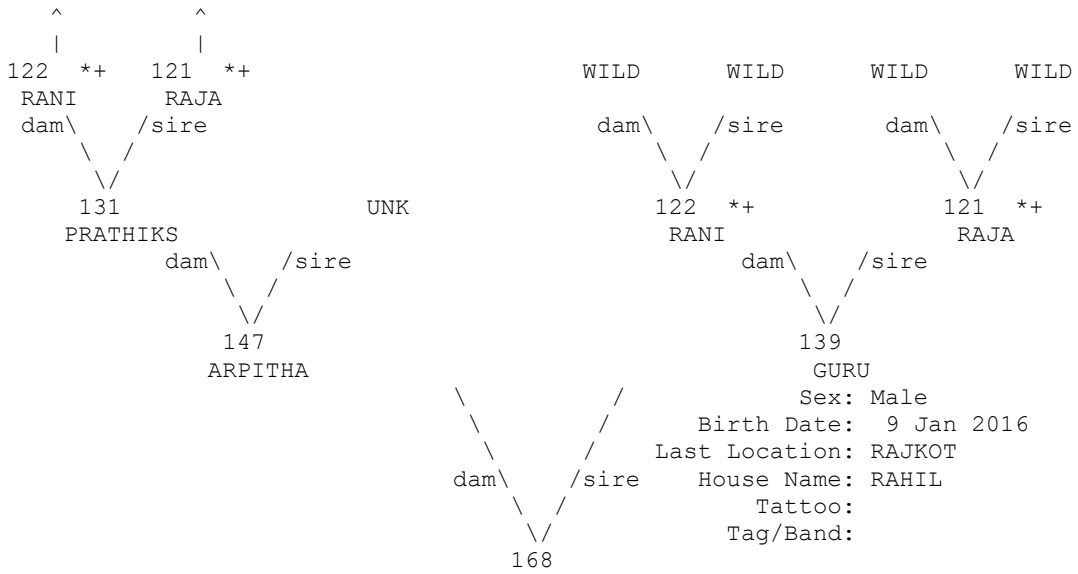 ^ ^
| |
122 *+ 121 *+ WILD WILD WILD WILD
RANI RAJA
dam\ /sire dam\ /sire dam\ /sire
\ / \ / \ /
\/ \/ \/
131 UNK 122 *+ 121 *+
PRATHIKS RANI RAJA
dam\ /sire dam\ /sire
\ / \ /
\/ \/
147 139
ARPITHA GURU
\ / Sex: Male
\ / Birth Date: 9 Jan 2016
\ / Last Location: RAJKOT
dam\ /sire House Name: RAHIL
\ / Tattoo:
\/ Tag/Band:
168